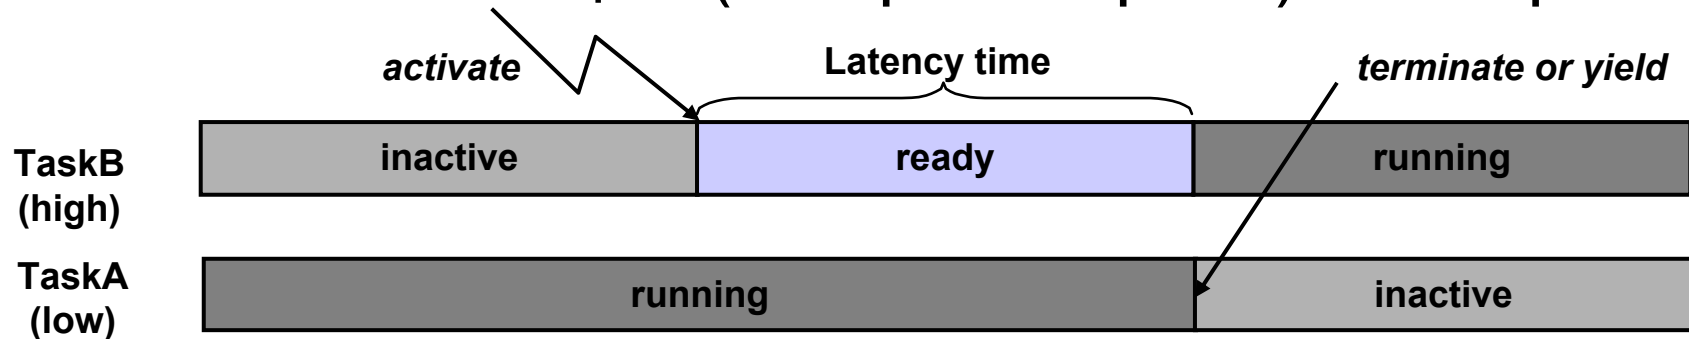 activate
Latency time
terminate or yield
TaskB
(high)
inactive
ready
running
TaskA
(low)
running
inactive